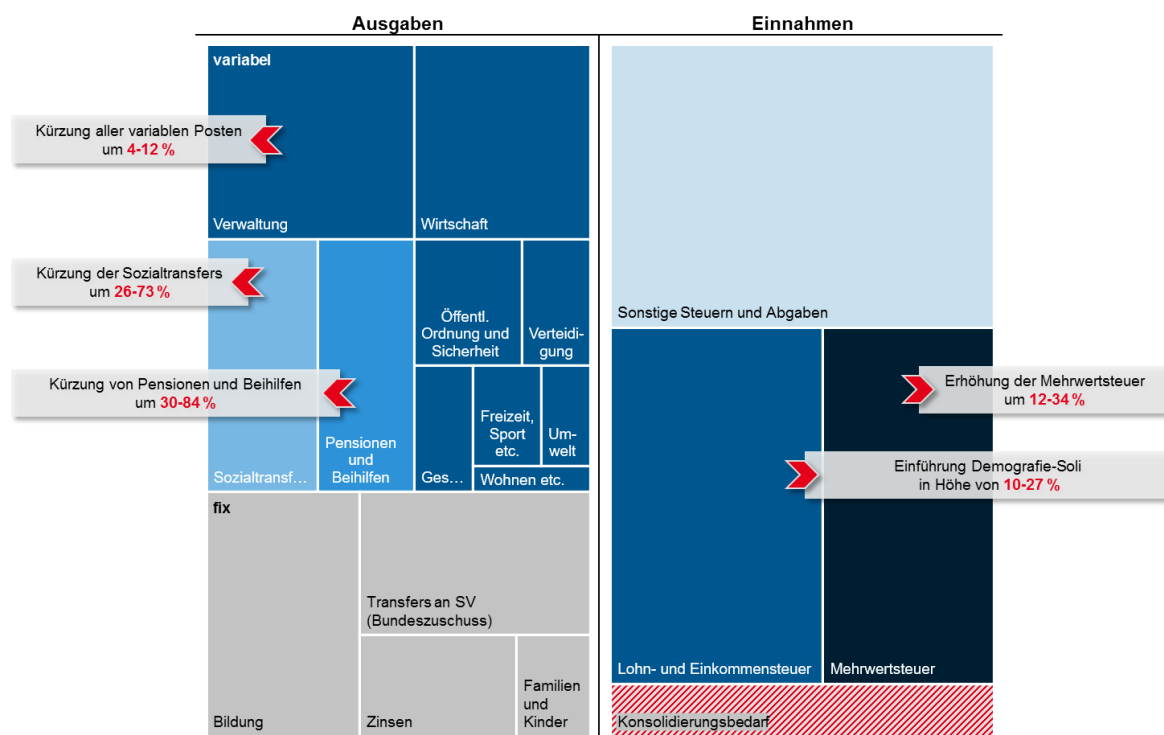 Ausgaben
Einnahmen
variabel
Kürzung aller variablen Posten
um 4-12 %
Verwaltung
Wirtschaft
Kürzung der Sozialtransfers
um 26-73 %
Öffentl.
Ordnung und
Sicherheit
Verteidi-
gung
Sonstige Steuern und Abgaben
Kürzung von Pensionen und Beihilfen
um 30-84 %
Erhöhung der Mehrwertsteuer
um 12-34 %
Freizeit,
Sport
etc.
Um-
welt
Pensionen
und
Beihilfen
Sozialtransf...
Ges...
Wohnen etc.
Einführung Demografie-Soli
in Höhe von 10-27 %
fix
Transfers an SV
(Bundeszuschuss)
Lohn- und Einkommensteuer
Mehrwertsteuer
Bildung
Zinsen
Familien
und
Kinder
Konsolidierungsbedarf